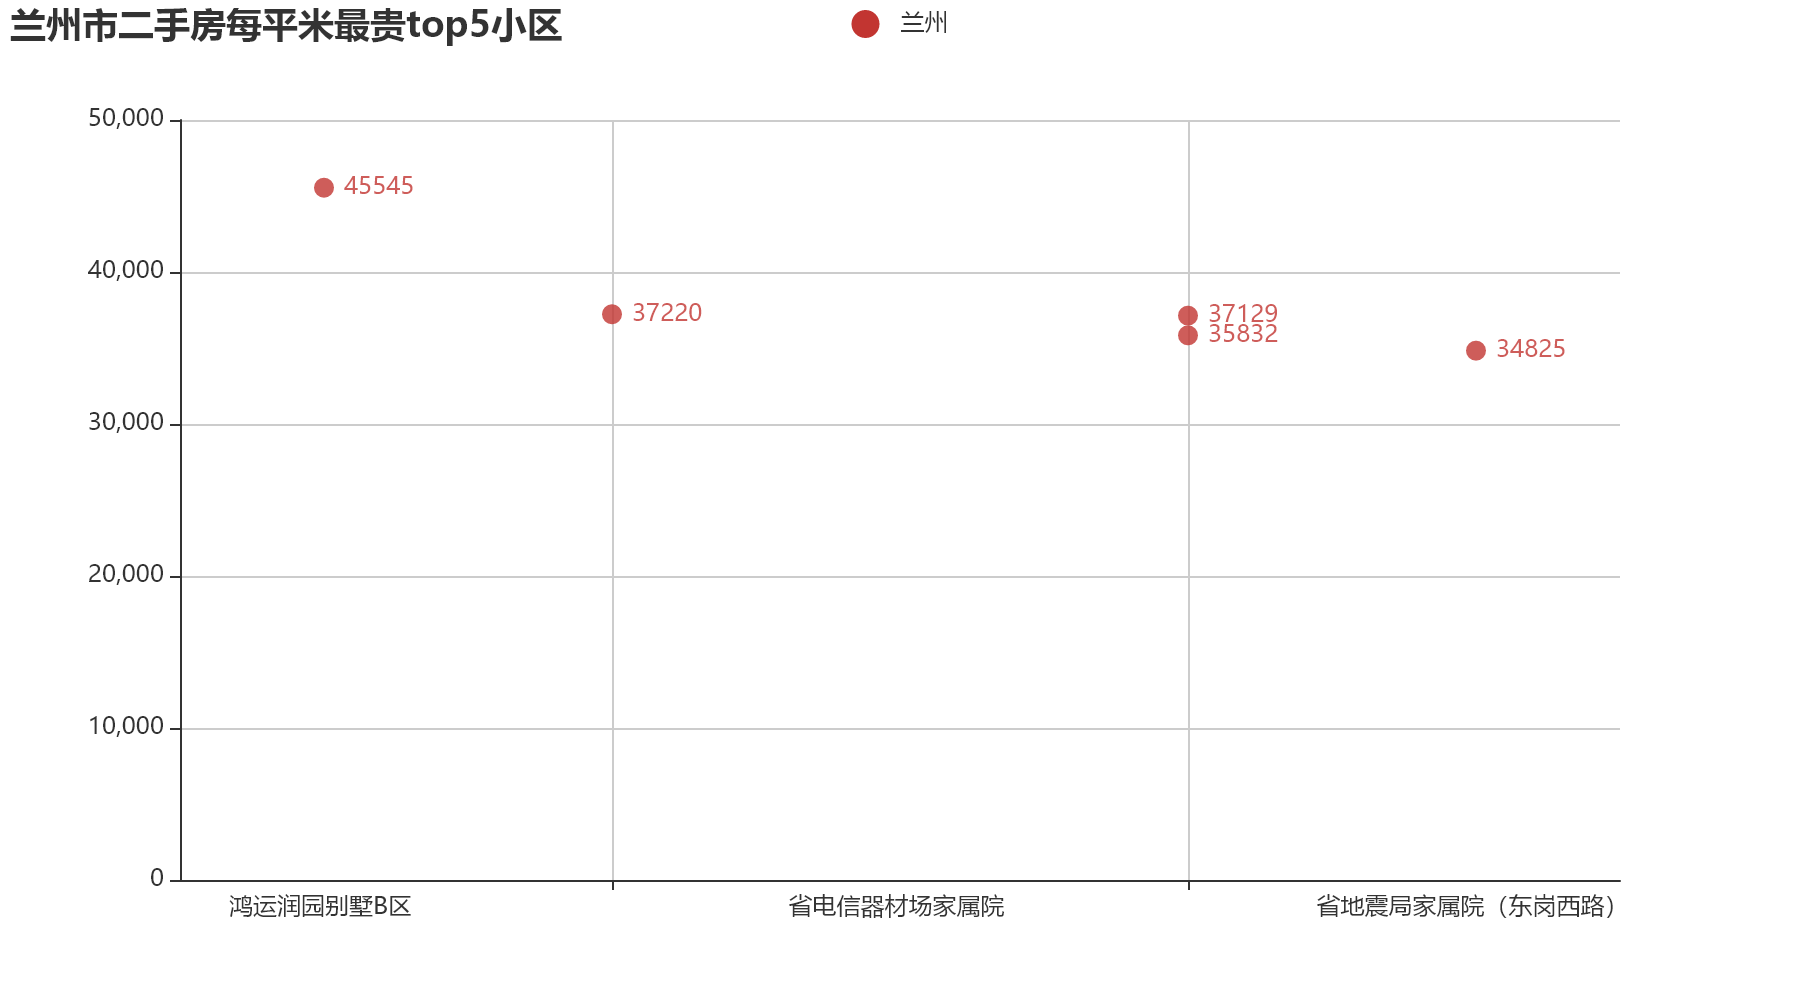 兰州市二手房每平米最贵top5小区
兰州
50,000
40,000
30,000
20,000
10,000
0
45545
37220
37129
35832
34825
鸿运润园别墅B区
省电信器材场家属院
省地震局家属院（东岗西路）